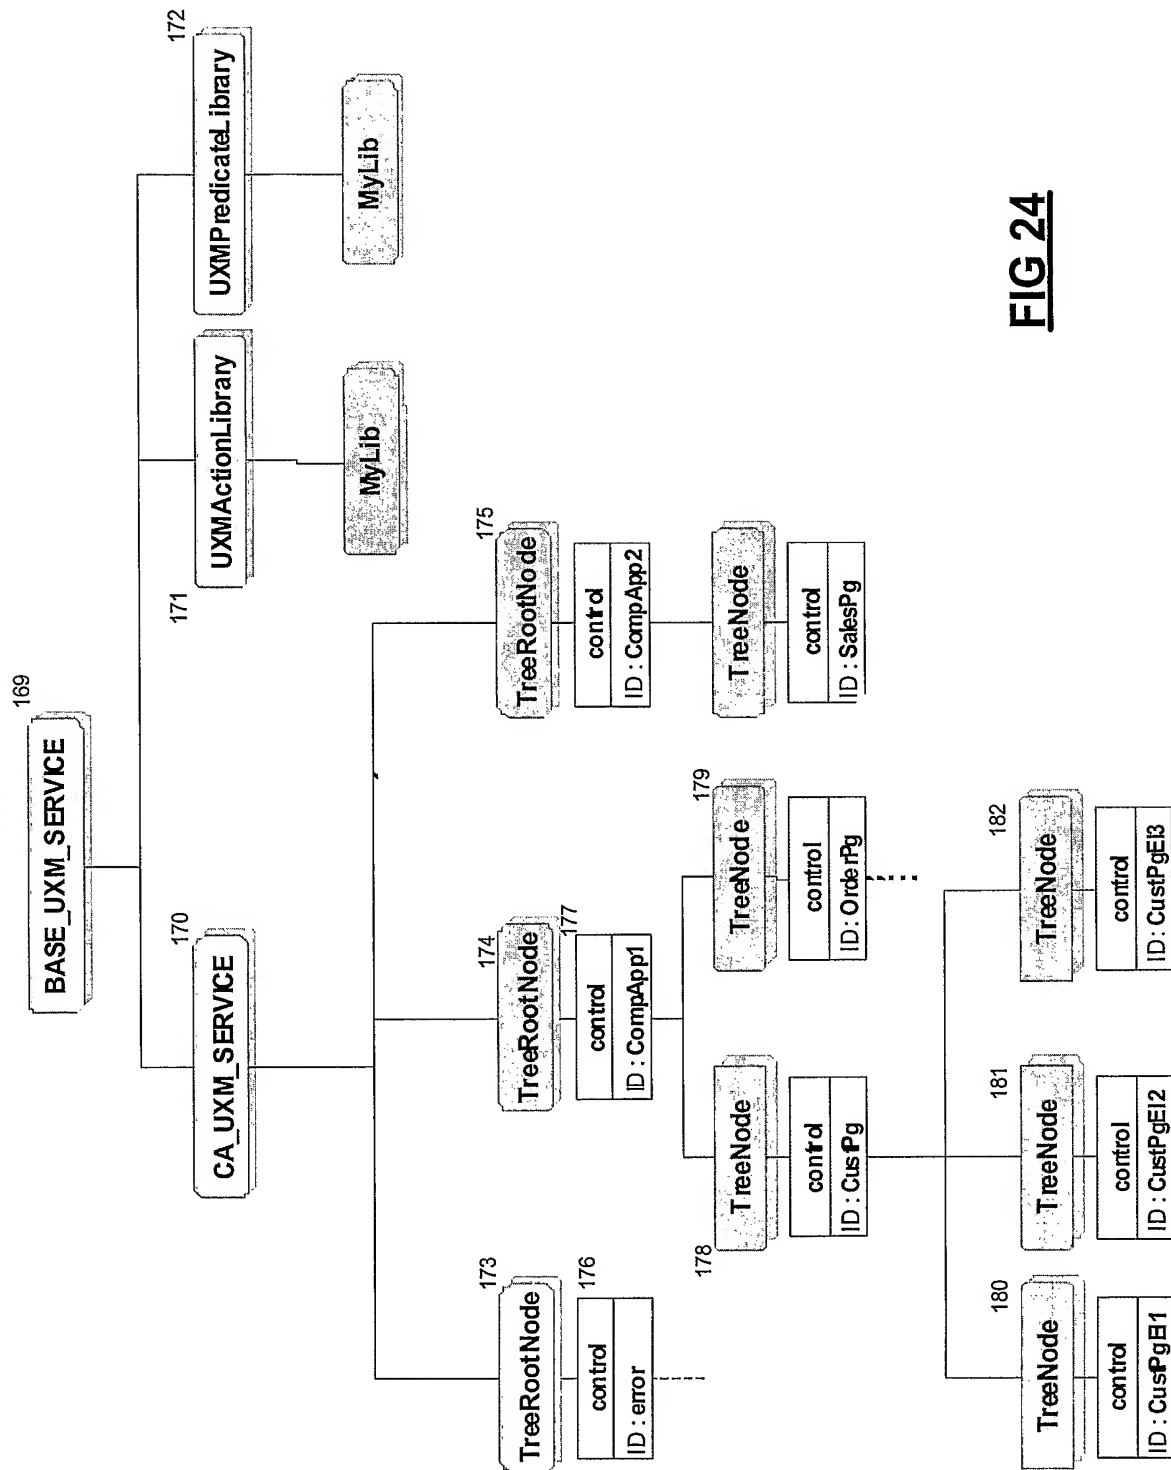 169
BASE_UXM_SERVICE
170
CA_UXM_SERVICE
171
UXMActionLibrary
172
UXMPredicateLibrary
MyLib
MyLib
173
TreeRootNode
176
control
ID : error
174
TreeRootNode
177
control
ID : CompApp1
175
TreeRootNode
control
ID : CompApp2
178
TreeNode
control
ID : CustPg
179
TreeNode
control
ID : OrderPg
TreeNode
control
ID : SalesPg
180
TreeNode
control
ID : CustPgEl1
181
TreeNode
control
ID : CustPgEl2
182
TreeNode
control
ID : CustPgEl3
FIG 24